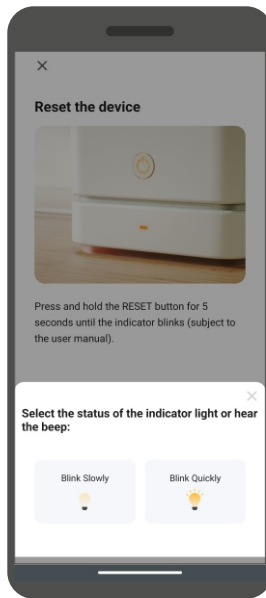 Reset the device
Press and hold the RESET button for 5
seconds until the indicator blinks (subject to
the user manual).
Select the status of the indicator light or hear
the beep:
Blink Slowly
Blink Quickly